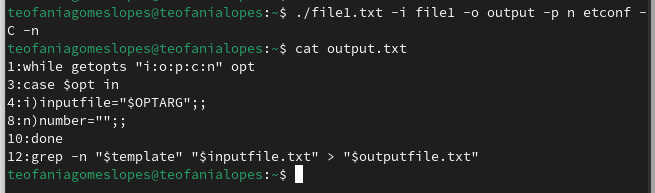 teofaniagomeslopes@teofanialopes:~$ ./file1.txt -i file1 -o output -p n etconf -
C -n
teofaniagomeslopes@teofanialopes:~$ cat output.txt
1:while getopts "i:o:p:c:n" opt
3:case $opt in
4:i)inputfile="$OPTARG";;
8:n)number="";;
10:done
12:grep -n "$template" "$inputfile.txt" > "$outputfile.txt"
teofaniagomeslopes@teofanialopes:~$